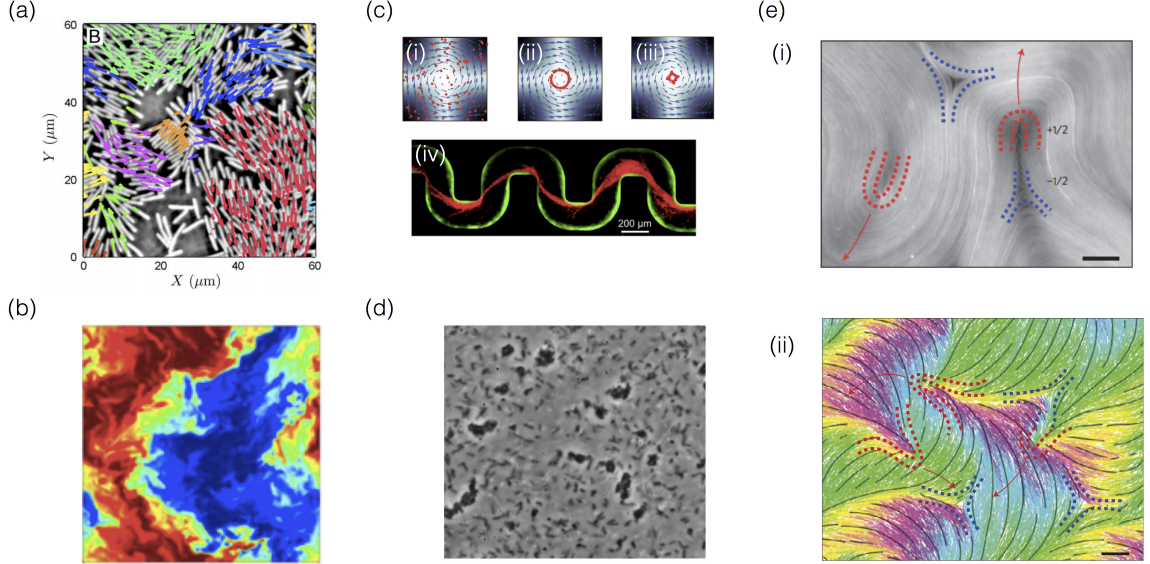 (a)
B
60
40
20
0
Y (μm)
0 20 40 60
X (μm)
(b)
(c)
(i) (ii) (iii)
(iv)
200 μm
(d)
(e)
(i)
+1/2
−1/2
(ii)